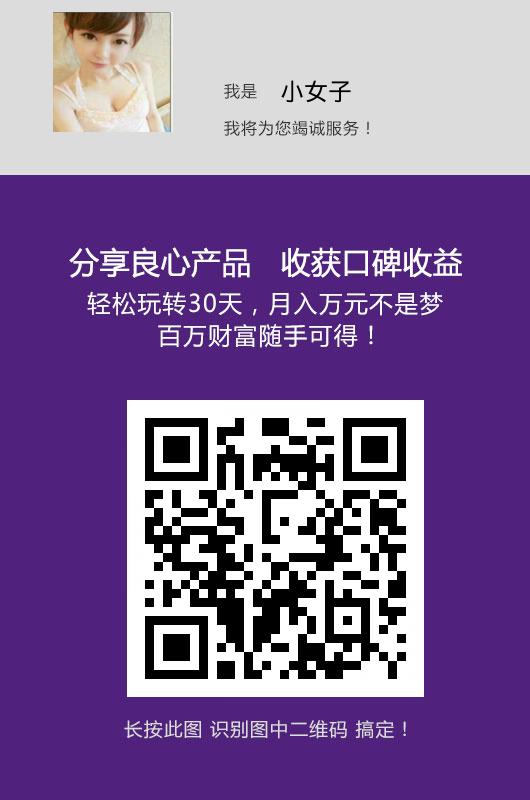 我是 小女子
我将为您竭诚服务！
分享良心产品 收获口碑收益
轻松玩转30天，月入万元不是梦
百万财富随手可得！
长按此图 识别图中二维码 搞定！